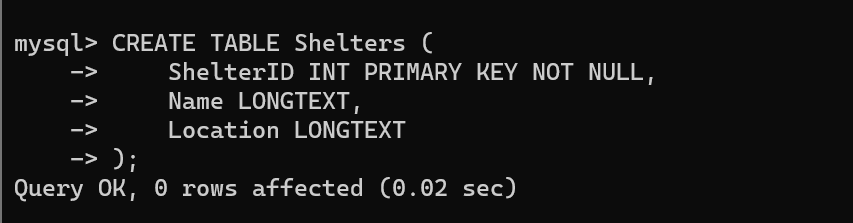 mysql> CREATE TABLE Shelters (
    ->     ShelterID INT PRIMARY KEY NOT NULL,
    ->     Name LONGTEXT,
    ->     Location LONGTEXT
    -> );
Query OK, 0 rows affected (0.02 sec)